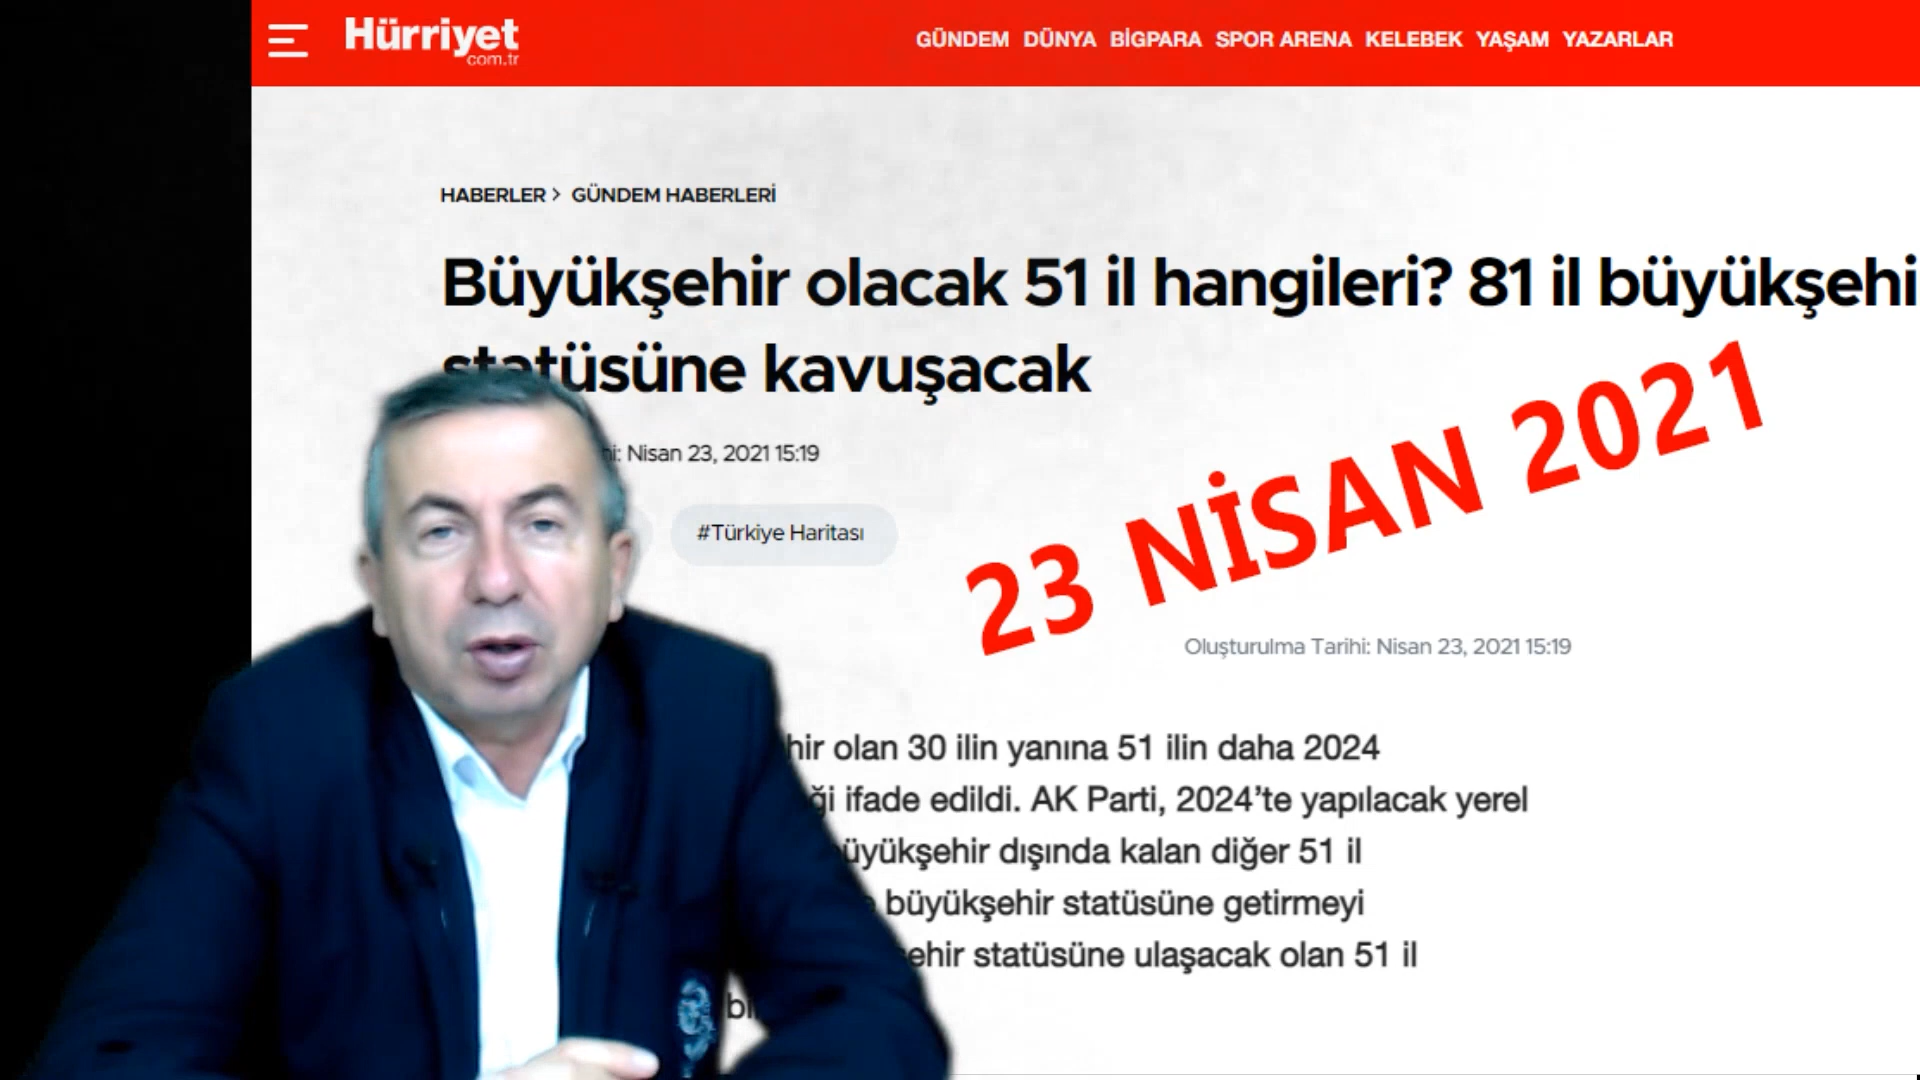 Hürriyet
com.tr
GÜNDEM DÜNYA BİGPARA SPOR ARENA KELEBEK YAŞAM YAZARLAR
HABERLER > GÜNDEM HABERLERİ
Büyükşehir olacak 51 il hangileri? 81 il büyükşehi
statüsüne kavuşacak
Nisan 23, 2021 15:19
#Türkiye Haritası
23 NİSAN 2021
Oluşturulma Tarihi: Nisan 23, 2021 15:19
hir olan 30 ilin yanına 51 ilin daha 2024
ği ifade edildi. AK Parti, 2024'te yapılacak yerel
üyükşehir dışında kalan diğer 51 il
büyükşehir statüsüne getirmeyi
ehir statüsüne ulaşacak olan 51 il